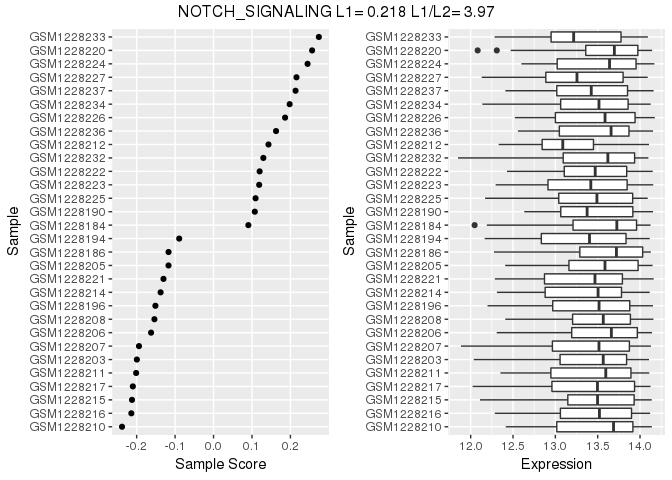 NOTCH_SIGNALING L1= 0.218 L1/L2= 3.97
Sample
GSM1228233
GSM1228220
GSM1228224
GSM1228227
GSM1228237
GSM1228234
GSM1228226
GSM1228236
GSM1228212
GSM1228232
GSM1228222
GSM1228223
GSM1228225
GSM1228190
GSM1228184
GSM1228194
GSM1228186
GSM1228205
GSM1228221
GSM1228214
GSM1228196
GSM1228208
GSM1228206
GSM1228207
GSM1228203
GSM1228211
GSM1228217
GSM1228215
GSM1228216
GSM1228210
-0.2 -0.1 0.0 0.1 0.2
Sample Score
Sample
GSM1228233
GSM1228220
GSM1228224
GSM1228227
GSM1228237
GSM1228234
GSM1228226
GSM1228236
GSM1228212
GSM1228232
GSM1228222
GSM1228223
GSM1228225
GSM1228190
GSM1228184
GSM1228194
GSM1228186
GSM1228205
GSM1228221
GSM1228214
GSM1228196
GSM1228208
GSM1228206
GSM1228207
GSM1228203
GSM1228211
GSM1228217
GSM1228215
GSM1228216
GSM1228210
12.0 12.5 13.0 13.5 14.0
Expression